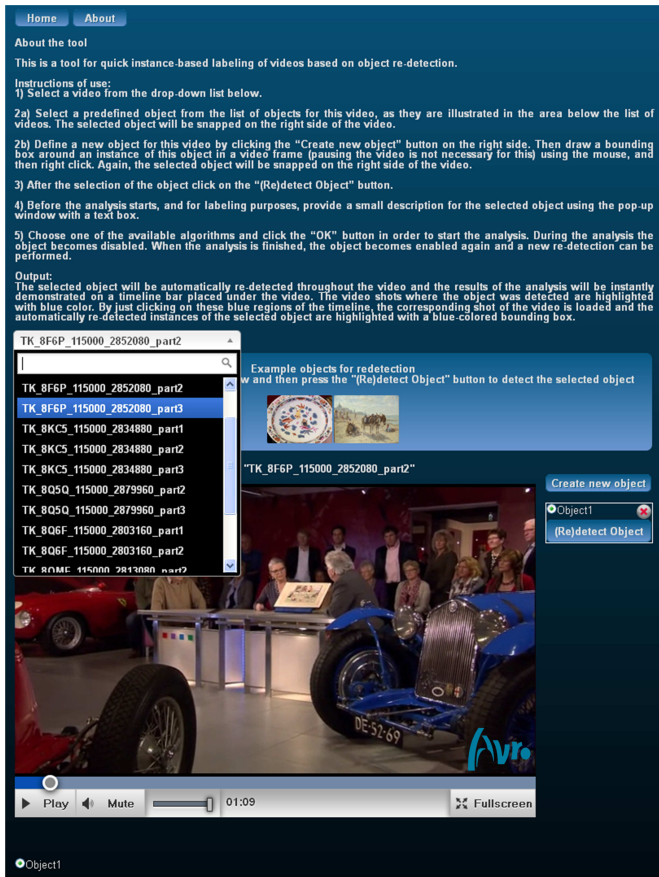 Home About
About the tool
This is a tool for quick instance-based labeling of videos based on object re-detection.
Instructions of use:
1) Select a video from the drop-down list below.
2a) Select a predefined object from the list of objects for this video, as they are illustrated in the area below the list of
videos. The selected object will be snapped on the right side of the video.
2b) Define a new object for this video by clicking the “Create new object” button on the right side. Then draw a bounding
box around an instance of this object in a video frame (pausing the video is not necessary for this) using the mouse, and
then right click. Again, the selected object will be snapped on the right side of the video.
3) After the selection of the object click on the “(Re)detect Object” button.
4) Before the analysis starts, and for labeling purposes, provide a small description for the selected object using the pop-up
window with a text box.
5) Choose one of the available algorithms and click the “OK” button in order to start the analysis. During the analysis the
object becomes disabled. When the analysis is finished, the object becomes enabled again and a new re-detection can be
performed.
Output:
The selected object will be automatically re-detected throughout the video and the results of the analysis will be instantly
demonstrated on a timeline bar placed under the video. The video shots where the object was detected are highlighted
with blue color. By just clicking on these blue regions of the timeline, the corresponding shot of the video is loaded and the
automatically re-detected instances of the selected object are highlighted with a blue-colored bounding box.
TK_8F6P_115000_2852080_part2
Example objects for redetection
w and then press the "(Re)detect Object" button to detect the selected object
TK_8F6P_115000_2852080_part2
TK_8F6P_115000_2852080_part3
TK_8KC5_115000_2834880_part1
TK_8KC5_115000_2834880_part2
TK_8KC5_115000_2834880_part3
TK_8Q5Q_115000_2879960_part2
TK_8Q5Q_115000_2879960_part3
TK_8Q6F_115000_2803160_part1
TK_8Q6F_115000_2803160_part2
TK_8QMF_115000_2813080_part2
"TK_8F6P_115000_2852080_part2"
Create new object
Object1
(Re)detect Object
DE-52-69
Avro
Play Mute 01:09 Fullscreen
Object1